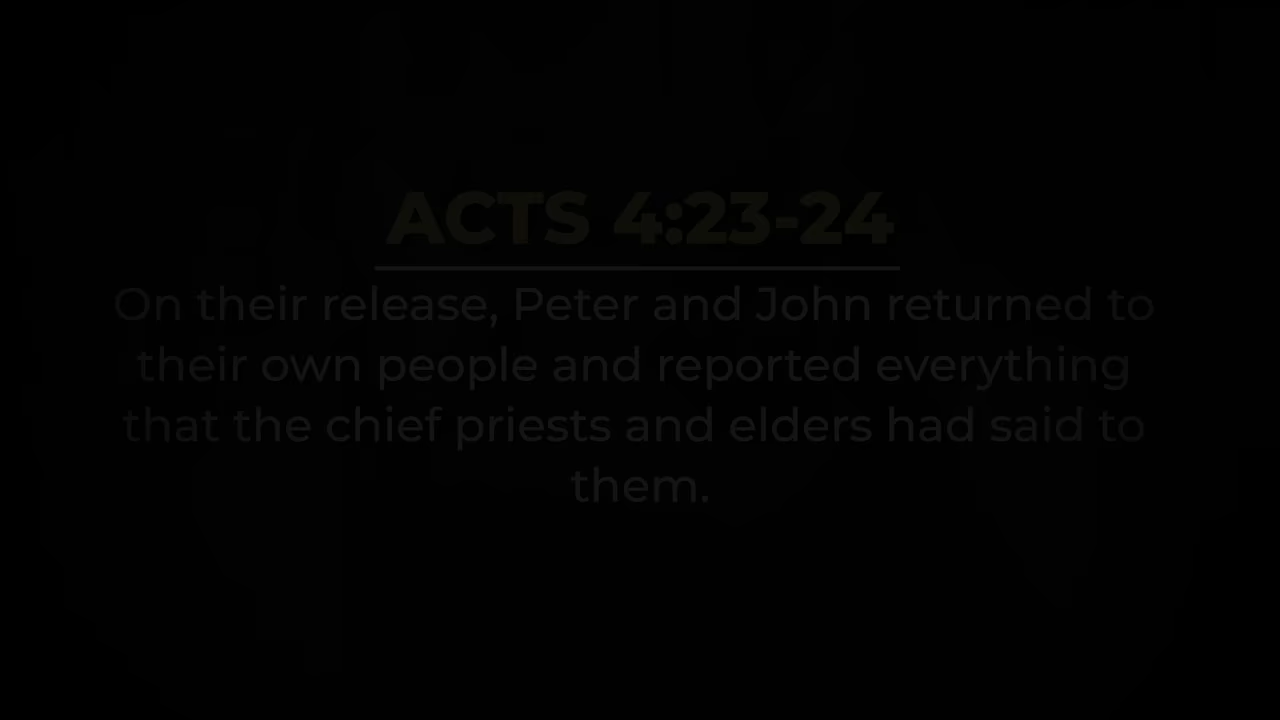 ACTS 4:23-24
On their release, Peter and John returned to
their own people and reported everything
that the chief priests and elders had said to
them.